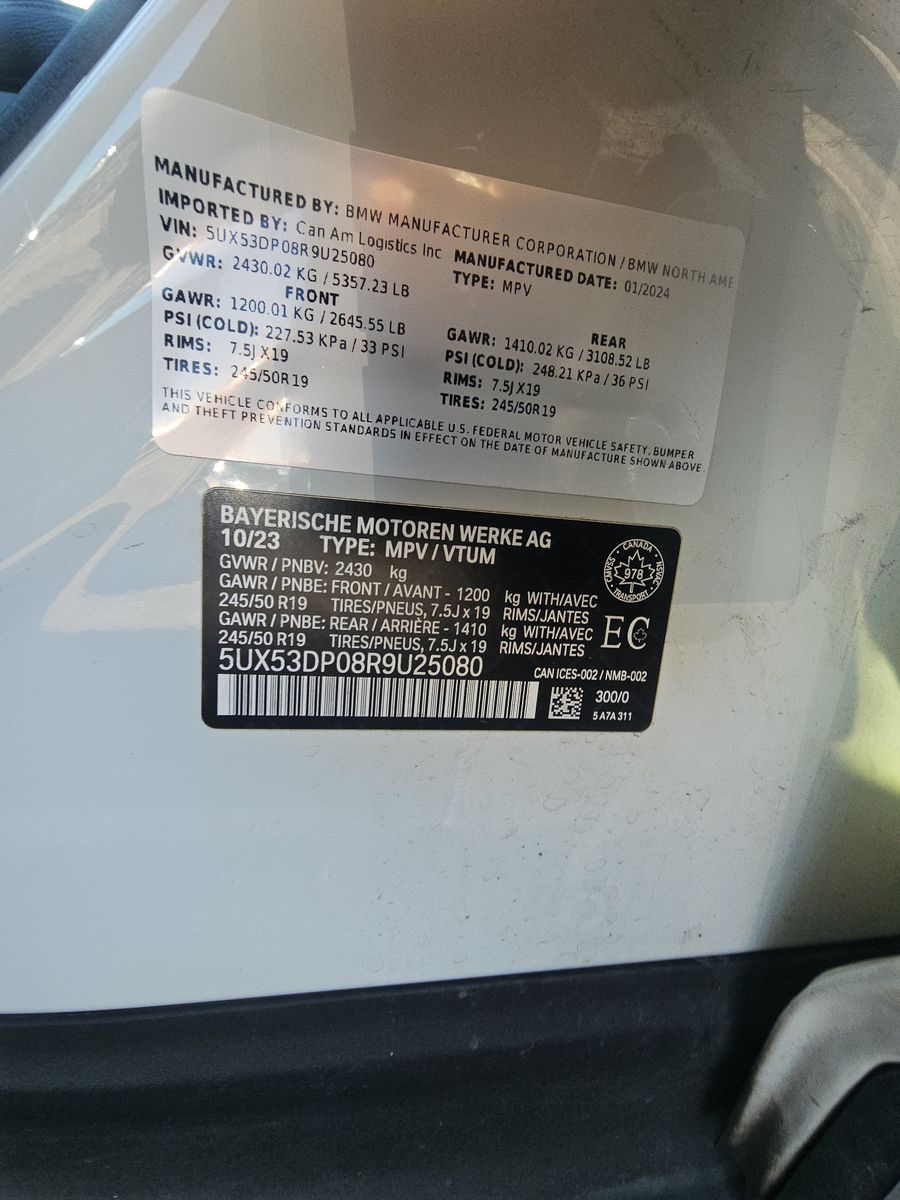 MANUFACTURED BY: BMW MANUFACTURER CORPORATION / BMW NORTH AME
IMPORTED BY: Can Am Logistics Inc
MANUFACTURED DATE: 01/2024
VIN: 5UX53DP08R9U25080
TYPE: MPV
GVWR: 2430.02 KG / 5357.23 LB
FRONT
GAWR: 1200.01 KG / 2645.55 LB
PSI (COLD): 227.53 KPa / 33 PSI
RIMS: 7.5J X19
TIRES: 245/50R19
REAR
GAWR: 1410.02 KG / 3108.52 LB
PSI (COLD): 248.21 KPa / 36 PSI
RIMS: 7.5J X19
TIRES: 245/50R19
THIS VEHICLE CONFORMS TO ALL APPLICABLE U.S. FEDERAL MOTOR VEHICLE SAFETY, BUMPER
AND THEFT PREVENTION STANDARDS IN EFFECT ON THE DATE OF MANUFACTURE SHOWN ABOVE.
BAYERISCHE MOTOREN WERKE AG
10/23 TYPE: MPV / VTUM
GVWR / PNBV: 2430 kg
GAWR / PNBE: FRONT / AVANT - 1200 kg WITH/AVEC
245/50 R19 TIRES/PNEUS, 7.5J x 19 RIMS/JANTES
GAWR / PNBE: REAR / ARRIÈRE - 1410 kg WITH/AVEC
245/50 R19 TIRES/PNEUS, 7.5J x 19 RIMS/JANTES
5UX53DP08R9U25080
CANADA
CMVSS
978
NSVAC
TRANSPORT
EC
CAN ICES-002 / NMB-002
300/0
5 A7A 311